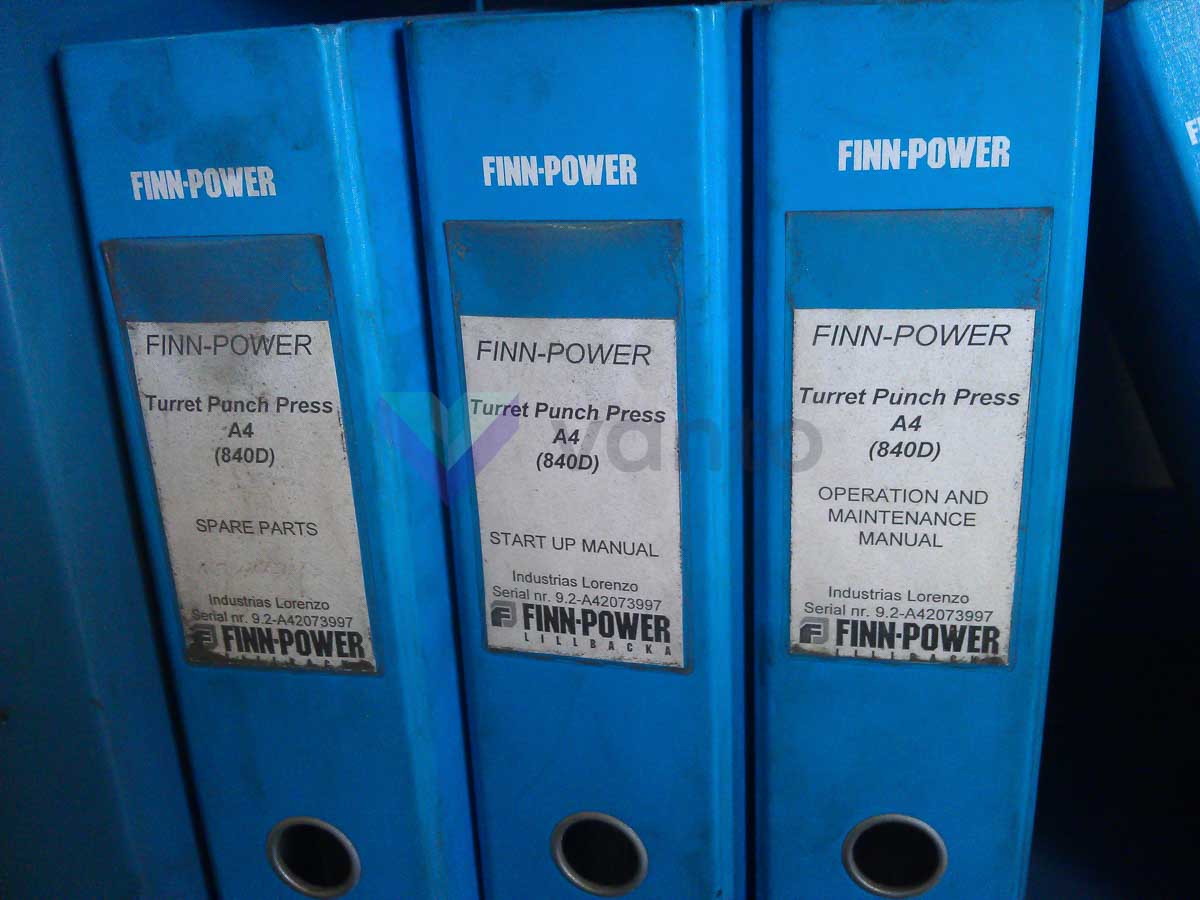 FINN-POWER
FINN-POWER
Turret Punch Press
A4
(840D)
SPARE PARTS
Industrias Lorenzo
Serial nr. 9.2-A42073997
FINN-POWER
LILLBACKA
FINN-POWER
FINN-POWER
Turret Punch Press
A4
(840D)
START UP MANUAL
Industrias Lorenzo
Serial nr. 9.2-A42073997
FINN-POWER
LILLBACKA
FINN-POWER
FINN-POWER
Turret Punch Press
A4
(840D)
OPERATION AND
MAINTENANCE
MANUAL
Industrias Lorenzo
Serial nr. 9.2-A42073997
FINN-POWER
LILLBACKA
vanto